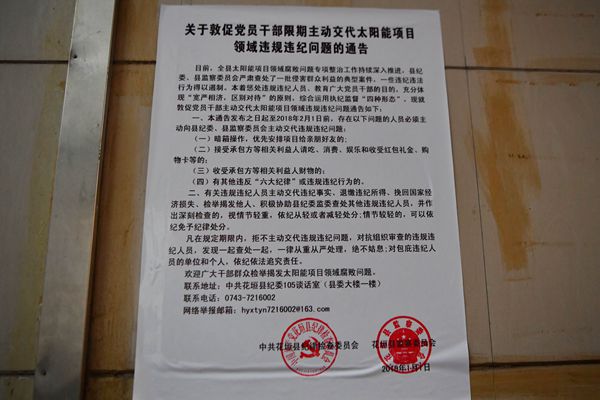 关于敦促党员干部限期主动交代太阳能项目
领域违规违纪问题的通告
目前，全县太阳能项目领域腐败问题专项整治工作持续深入推进，县纪
委、县监察委员会严肃查处了一批侵害群众利益的典型案件，一些违纪违法
行为得以遏制。本着惩处违规违纪人员、教育广大党员干部的目的，充分体
现“宽严相济，区别对待”的原则，综合运用执纪监督“四种形态”，现就
敦促党员干部主动交代太阳能项目领域违规违纪问题通告如下：
一、本通告发布之日起至2018年2月1日前，存在以下问题的人员必须主
动向县纪委、县监察委员会主动交代违规违纪问题：
（一）暗箱操作，优先安排项目给亲朋好友的；
（二）接受承包方等相关利益人请吃、消费、娱乐和收受红包礼金、购
物卡等的；
（三）收受承包方等相关利益人财物的；
（四）有其他违反“六大纪律”或违规违纪行为的。
二、有关违规违纪人员主动交代违纪事实、退缴违纪所得、挽回国家经
济损失、检举揭发他人、积极协助县纪委监委查处其他违规违纪人员，并作
出深刻检查的，视情节轻重，依纪从轻或者减轻处分；情节较轻的，可以依
纪免予纪律处分。
凡在规定期限内，拒不主动交代违规违纪问题，对抗组织审查的违规违
纪人员，发现一起查处一起，一律从重从严处理，绝不姑息；对包庇违纪人
员的单位和个人，依纪依法追究责任。
欢迎广大干部群众检举揭发太阳能项目领域腐败问题。
联系地址：中共花垣县纪委105谈话室（县委大楼一楼）
联系电话：0743-7216002
网络举报邮箱：hyxtyn7216002@163.com
中共花垣县纪律检查委员会 花垣县监察委员会
2018年1月1日